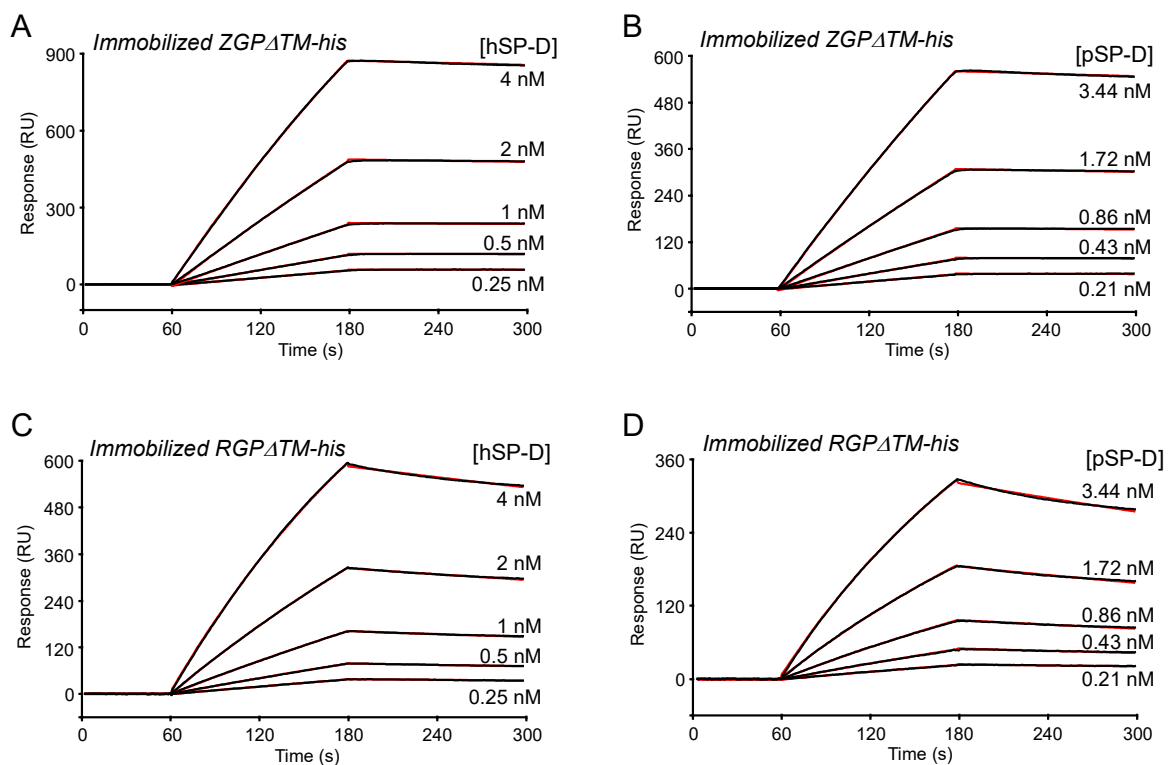 A
Immobilized ZGPΔTM-his
[hSP-D]
900
600
300
0
Response (RU)
4 nM
2 nM
1 nM
0.5 nM
0.25 nM
0 60 120 180 240 300
Time (s)
B
Immobilized ZGPΔTM-his
[pSP-D]
600
480
360
240
120
0
Response (RU)
3.44 nM
1.72 nM
0.86 nM
0.43 nM
0.21 nM
0 60 120 180 240 300
Time (s)
C
Immobilized RGPΔTM-his
[hSP-D]
600
480
360
240
120
0
Response (RU)
4 nM
2 nM
1 nM
0.5 nM
0.25 nM
0 60 120 180 240 300
Time (s)
D
Immobilized RGPΔTM-his
[pSP-D]
360
240
120
0
Response (RU)
3.44 nM
1.72 nM
0.86 nM
0.43 nM
0.21 nM
0 60 120 180 240 300
Time (s)